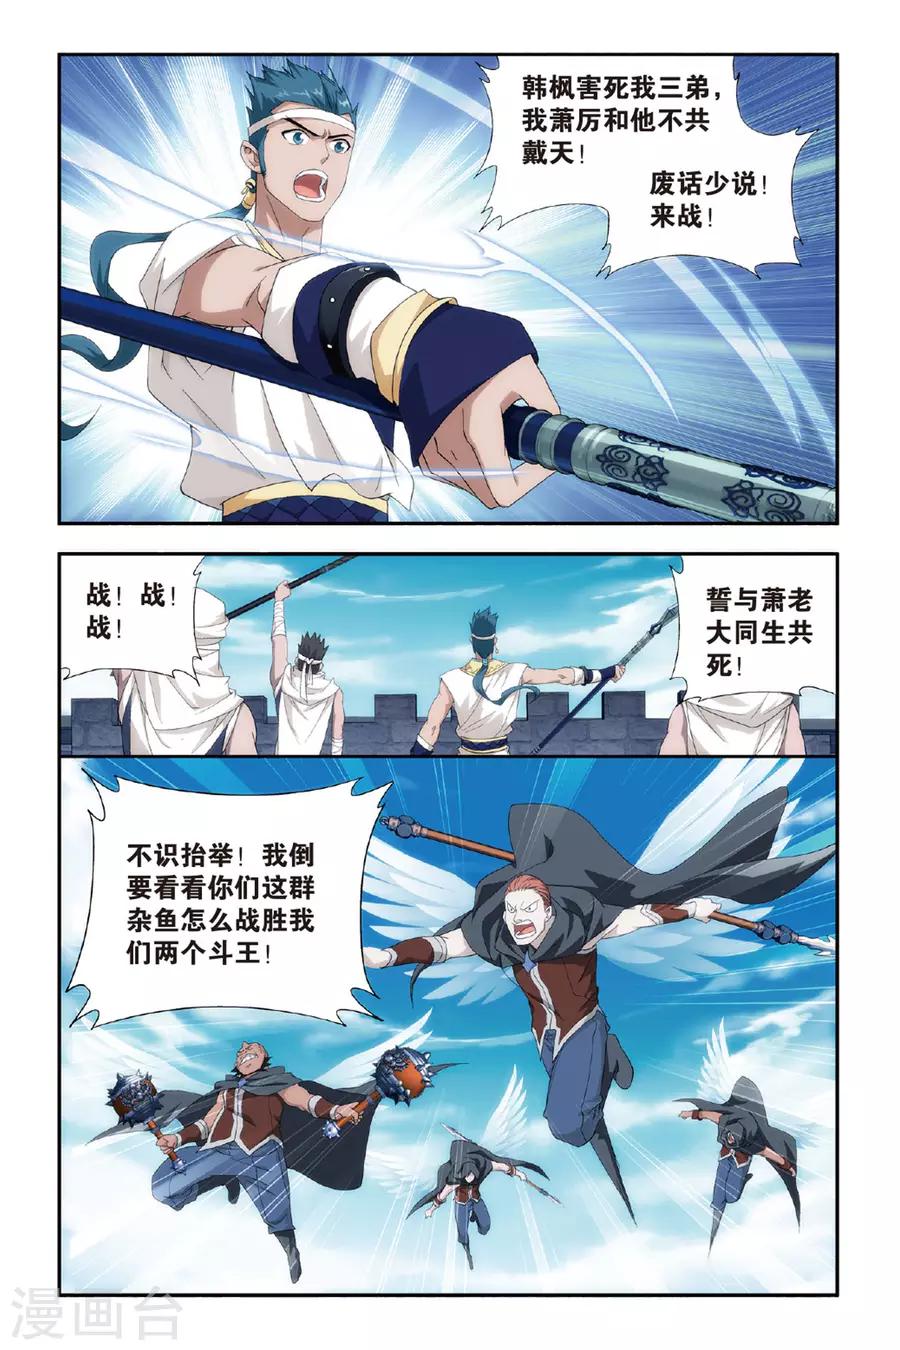 韩枫害死我三弟，
我萧厉和他不共
戴天！
废话少说！
来战！
战！战！
战！
誓与萧老
大同生共
死！
不识抬举！我倒
要看看你们这群
杂鱼怎么战胜我
们两个斗王！
漫画台